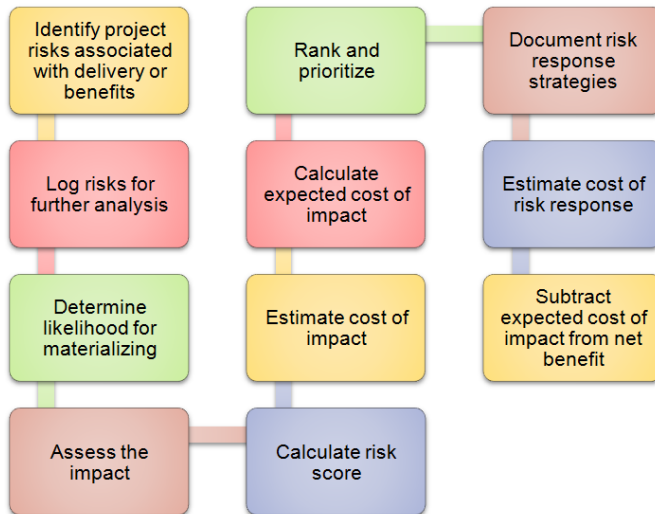 Identify project
risks associated
with delivery or
benefits
Log risks for
further analysis
Determine
likelihood for
materializing
Assess the
impact
Calculate risk
score
Estimate cost of
impact
Calculate
expected cost of
impact
Rank and
prioritize
Document risk
response
strategies
Estimate cost of
risk response
Subtract
expected cost of
impact from net
benefit